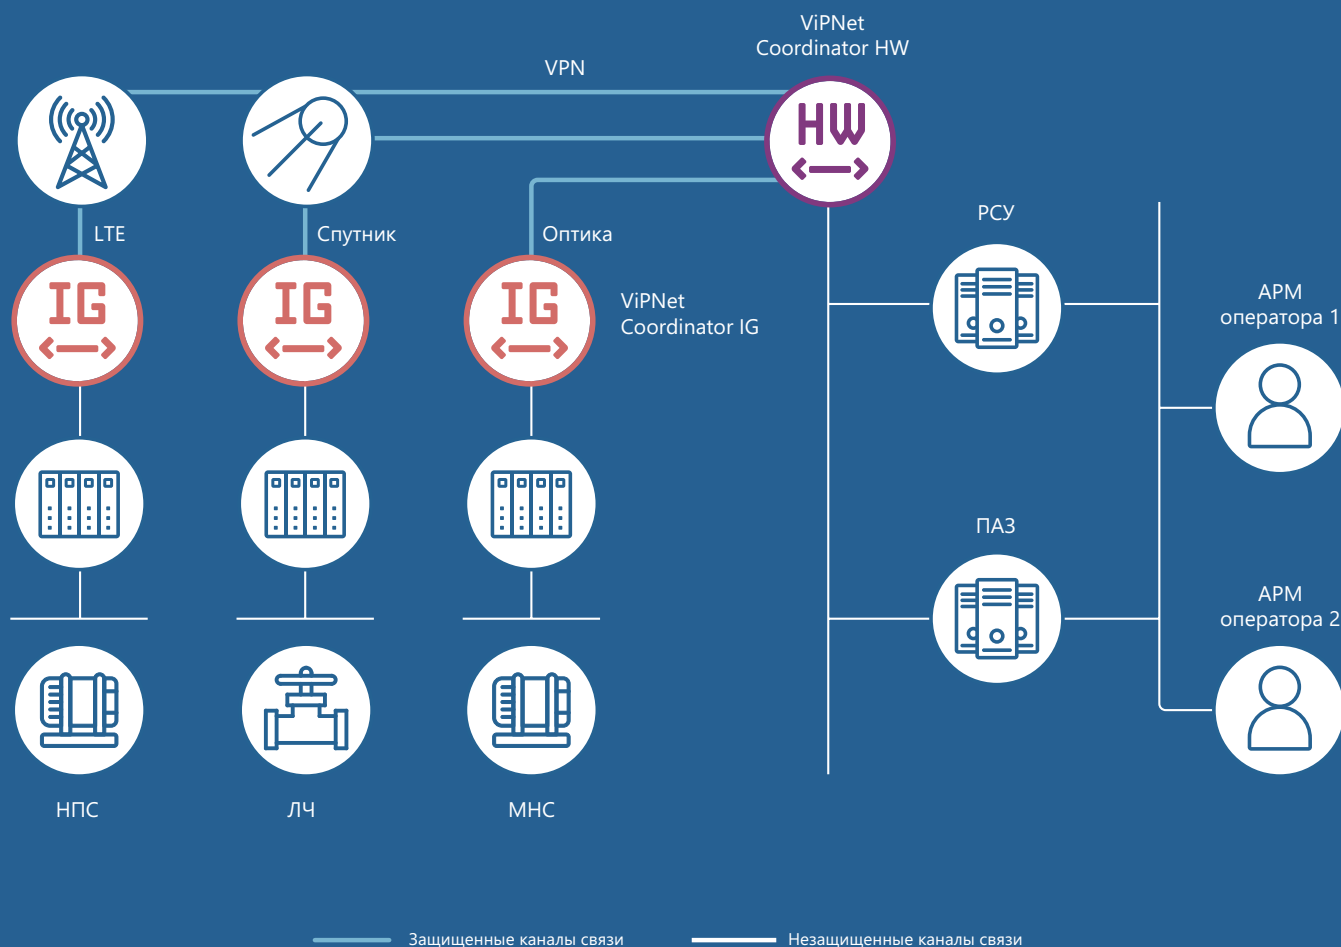 ViPNet
Coordinator HW
VPN
HW
LTE
Спутник
Оптика
РСУ
IG
IG
IG
ViPNet
Coordinator IG
АРМ
оператора 1
ПАЗ
АРМ
оператора 2
НПС
ЛЧ
МНС
Защищенные каналы связи
Незащищенные каналы связи